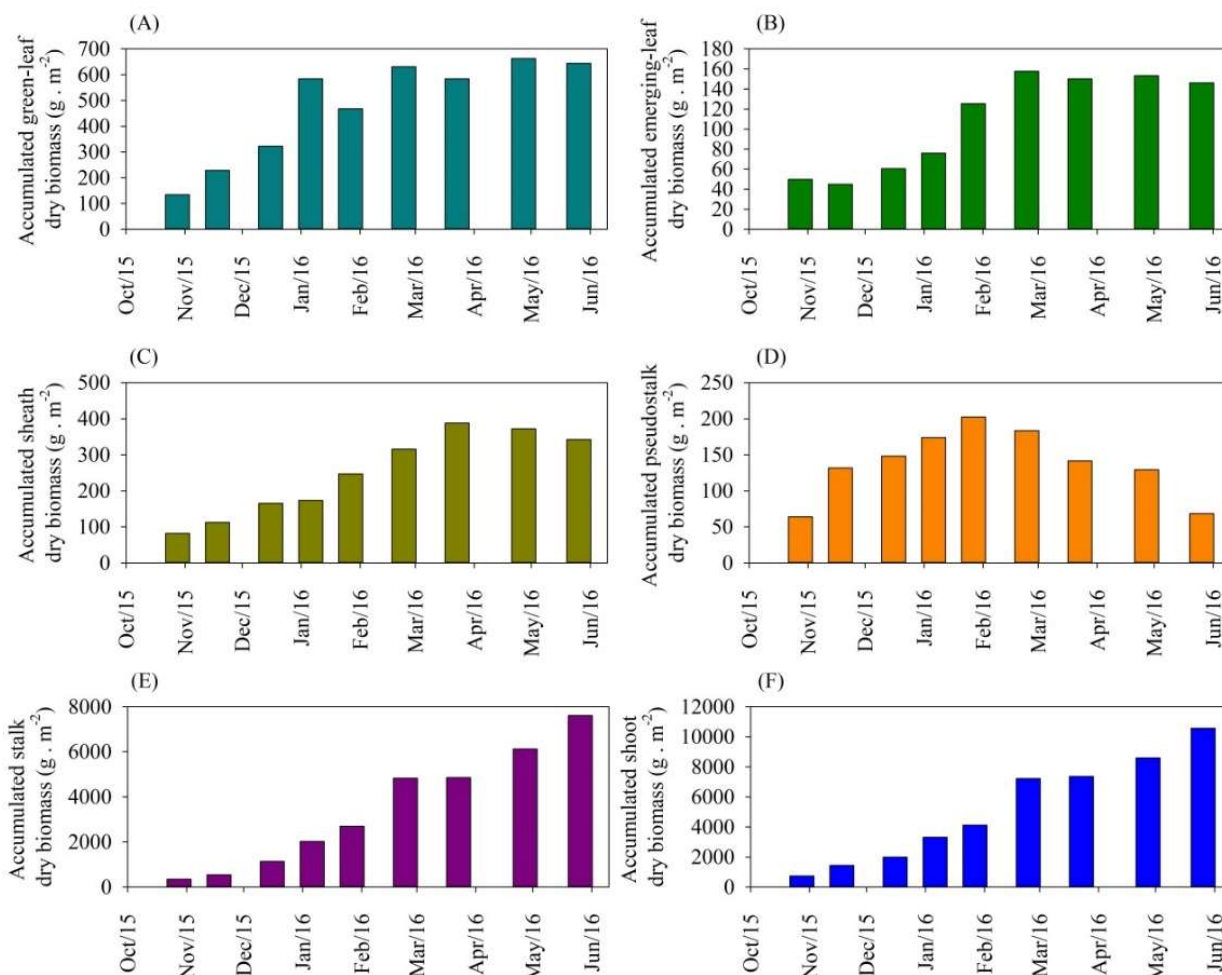 (A)
Accumulated green-leaf
dry biomass (g . m-2)
700
600
500
400
300
200
100
0
Oct/15
Nov/15
Dec/15
Jan/16
Feb/16
Mar/16
Apr/16
May/16
Jun/16
(B)
Accumulated emerging-leaf
dry biomass (g . m-2)
180
160
140
120
100
80
60
40
20
0
Oct/15
Nov/15
Dec/15
Jan/16
Feb/16
Mar/16
Apr/16
May/16
Jun/16
(C)
Accumulated sheath
dry biomass (g . m-2)
500
400
300
200
100
0
Oct/15
Nov/15
Dec/15
Jan/16
Feb/16
Mar/16
Apr/16
May/16
Jun/16
(D)
Accumulated pseudostalk
dry biomass (g . m-2)
250
200
150
100
50
0
Oct/15
Nov/15
Dec/15
Jan/16
Feb/16
Mar/16
Apr/16
May/16
Jun/16
(E)
Accumulated stalk
dry biomass (g . m-2)
8000
6000
4000
2000
0
Oct/15
Nov/15
Dec/15
Jan/16
Feb/16
Mar/16
Apr/16
May/16
Jun/16
(F)
Accumulated shoot
dry biomass (g . m-2)
12000
10000
8000
6000
4000
2000
0
Oct/15
Nov/15
Dec/15
Jan/16
Feb/16
Mar/16
Apr/16
May/16
Jun/16